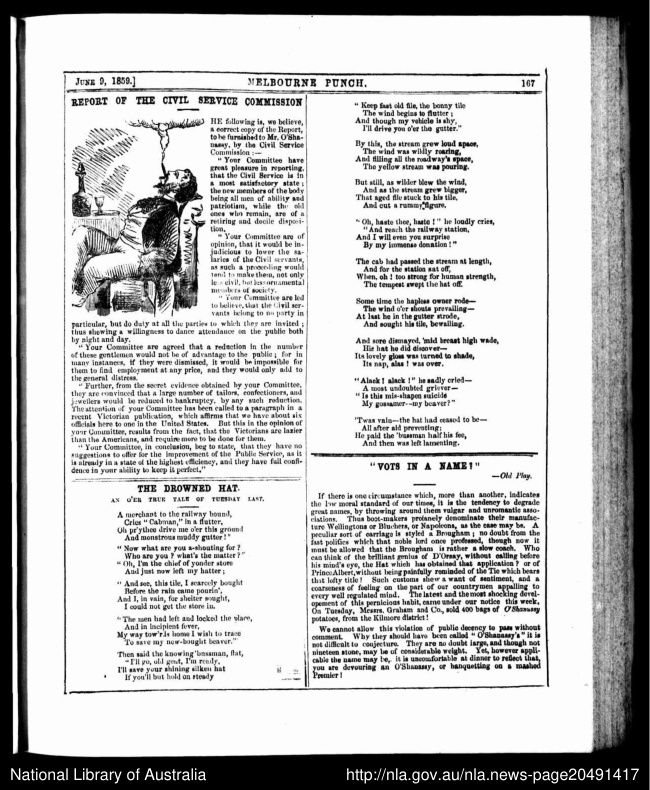 JUNE 9, 1859.]
MELBOURNE PUNCH.
167
REPORT OF THE CIVIL SERVICE COMMISSION
THE following is, we believe,
a correct copy of the Report,
to be furnished to Mr. O'Sha-
nassy, by the Civil Service
Commission :—
"Your Committee have
great pleasure in reporting,
that the Civil Service is in
a most satisfactory state ;
the new members of the body
being all men of ability and
patriotism, while the old
ones who remain, are of a
retiring and docile disposi-
tion.
"Your Committee are of
opinion, that it would be in-
judicious to lower the sa-
laries of the Civil servants,
as such a proceeding would
tend to make them, not only
less civil, but less ornamental
members of society.
"Your Committee are led
to believe, that the Civil ser-
vants belong to no party in
particular, but do duty at all the parties to which they are invited ;
thus shewing a willingness to dance attendance on the public both
by night and day.
"Your Committee are agreed that a reduction in the number
of these gentlemen would not be of advantage to the public ; for in
many instances, if they were dismissed, it would be impossible for
them to find employment at any price, and they would only add to
the general distress.
"Further, from the secret evidence obtained by your Committee,
they are convinced that a large number of tailors, confectioners, and
jewellers would be reduced to bankruptcy, by any such reduction.
The attention of your Committee has been called to a paragraph in a
recent Victorian publication, which affirms that we have about six
officials here to one in the United States. But this in the opinion of
your Committee, results from the fact, that the Victorians are lazier
than the Americans, and require more to be done for them.
"Your Committee, in conclusion, beg to state, that they have no
suggestions to offer for the improvement of the Public Service, as it
is already in a state of the highest efficiency, and they have full confi-
dence in your ability to keep it perfect."
THE DROWNED HAT.
AN O'ER TRUE TALE OF TUESDAY LAST.
A merchant to the railway bound,
Cries "Cabman," in a flutter,
Oh pr'ythee drive me o'er this ground
And monstrous muddy gutter!"
"Now what are you a-shouting for ?
Who are you ? what's the matter?"
"Oh, I'm the chief of yonder store
And just now left my hatter ;
"And see, this tile, I scarcely bought
Before the rain came pourin',
And I, in vain, for shelter sought,
I could not get the store in.
"The men had left and locked the place,
And in incipient fever,
My way tow'rds home I wish to trace
To save my new-bought beaver."
Then said the knowing 'bussman, flat,
"I'll go, old gent, I'm ready,
I'll save your shining silken hat
If you'll but hold on steady
"Keep fast old file, the bonny tile
The wind begins to flutter ;
And though my vehicle is shy,
I'll drive you o'er the gutter."
By this, the stream grew loud apace,
The wind was wildly roaring,
And filling all the roadway's space,
The yellow stream was pouring.
But still, as wilder blew the wind,
And as the stream grew bigger,
That aged file stuck to his tile,
And cut a rummy figure.
"Oh, haste thee, haste !" he loudly cries,
"And reach the railway station,
And I will even you surprise
By my immense donation !"
The cab had passed the stream at length,
And for the station sat off,
When, oh ! too strong for human strength,
The tempest swept the hat off.
Some time the hapless owner rode—
The wind o'er shouts prevailing—
At last he in the gutter strode,
And sought his tile, bewailing.
And sore dismayed, 'mid breast high wade,
His hat he did discover—
Its lovely gloss was turned to shade,
Its nap, alas ! was over.
"Alack ! alack !" he sadly cried—
A most undoubted griever—
"Is this mis-shapen suicide
My gossamer—my beaver?"
'Twas vain—the hat had ceased to be—
All after aid preventing ;
He paid the 'bussman half his fee,
And then was left lamenting.
"VOTS IN A NAME?"
—Old Play.
If there is one circumstance which, more than another, indicates
the low moral standard of our times, it is the tendency to degrade
great names, by throwing around them vulgar and unromantic asso-
ciations. Thus boot-makers profanely denominate their manufac-
ture Wellingtons or Bluchers, or Napoleons, as the case may be. A
peculiar sort of carriage is styled a Brougham ; no doubt from the
fast politics which that noble lord once professed, though now it
must be allowed that the Brougham is rather a slow coach. Who
can think of the brilliant genius of D'Orsay, without calling before
his mind's eye, the Hat which has obtained that application ? or of
Prince Albert, without being painfully reminded of the Tie which bears
that lofty title ? Such customs shew a want of sentiment, and a
coarseness of feeling on the part of our countrymen appalling to
every well regulated mind. The latest and the most shocking devel-
opement of this pernicious habit, came under our notice this week.
On Tuesday, Messrs. Graham and Co., sold 400 bags of O'Shanassy
potatoes, from the Kilmore district!
We cannot allow this violation of public decency to pass without
comment. Why they should have been called "O'Shanassy's" it is
not difficult to conjecture. They are no doubt large, and though not
nineteen stone, may be of considerable weight. Yet, however appli-
cable the name may be, it is uncomfortable at dinner to reflect that,
you are devouring an O'Shanassy, or banquetting on a mashed
Premier !
National Library of Australia
http://nla.gov.au/nla.news-page20491417